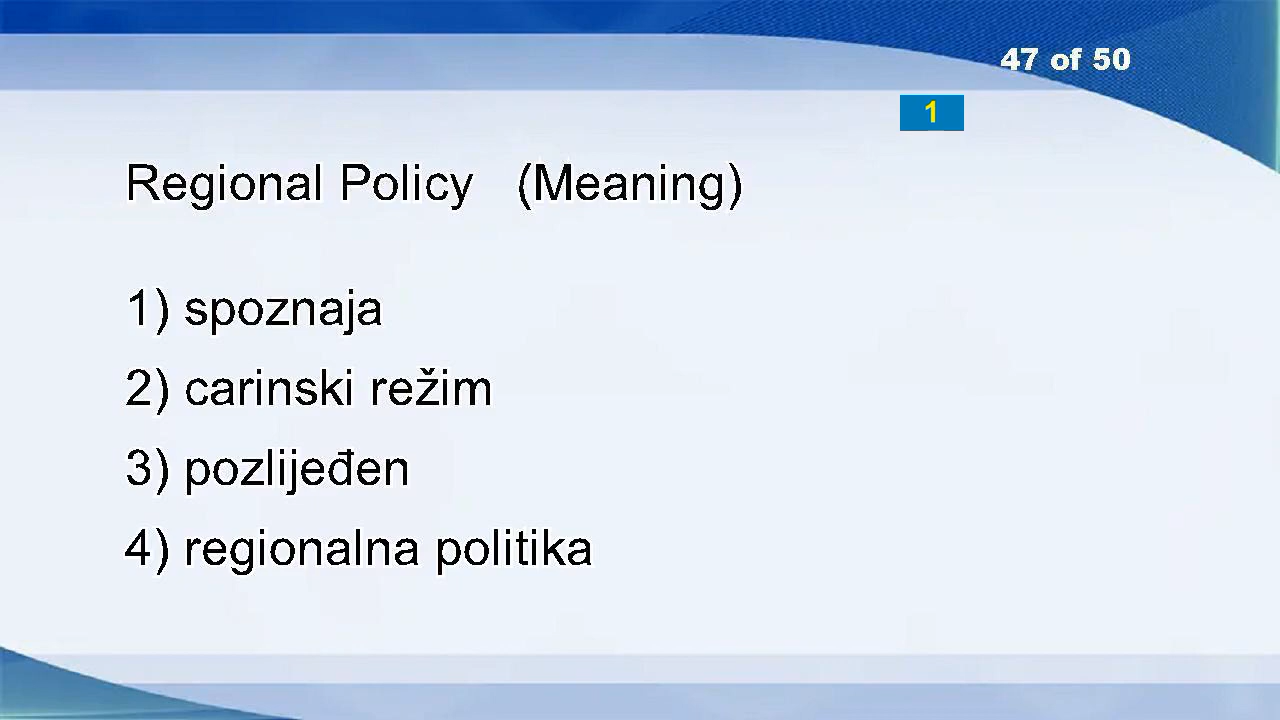 47 of 50
1
Regional Policy (Meaning)
1) spoznaja
2) carinski režim
3) pozlijeđen
4) regionalna politika